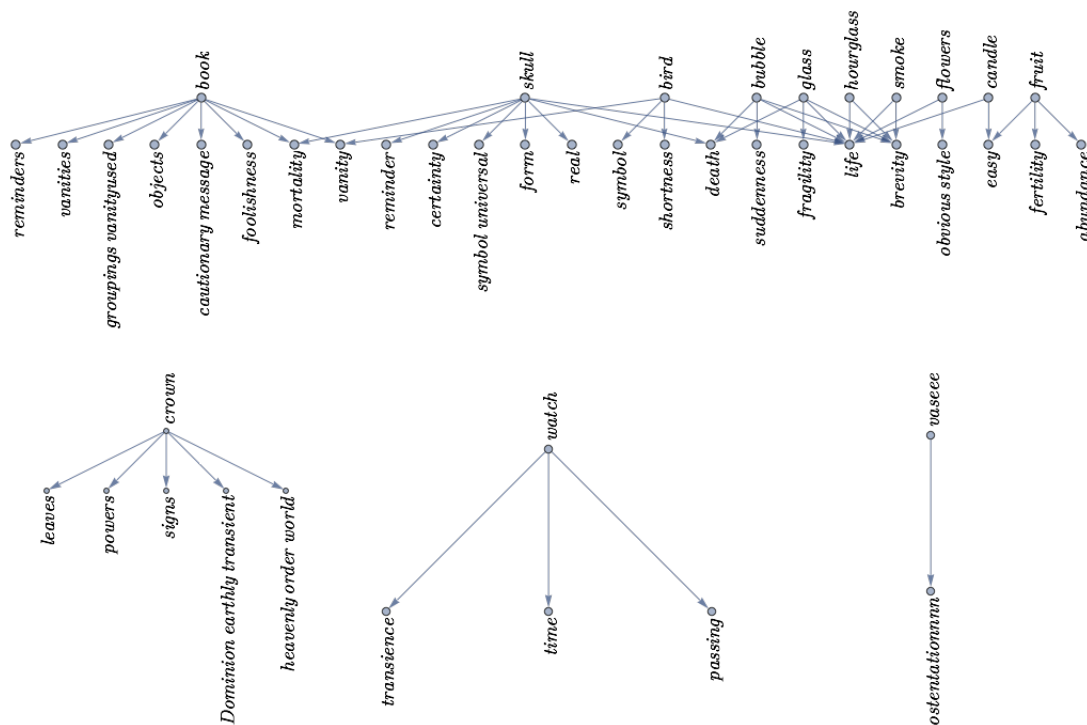 book
skull
bird
bubble
glass
hourglass
smoke
flowers
candle
fruit
reminders
vanities
groupings vanityused
objects
cautionary message
foolishness
mortality
vanity
reminder
certainty
symbol universal
form
real
symbol
shortness
death
suddenness
fragility
life
brevity
obvious style
easy
fertility
abundance
crown
watch
vaseee
leaves
powers
signs
Dominion earthly transient
heavenly order world
transience
time
passing
ostentationnnn